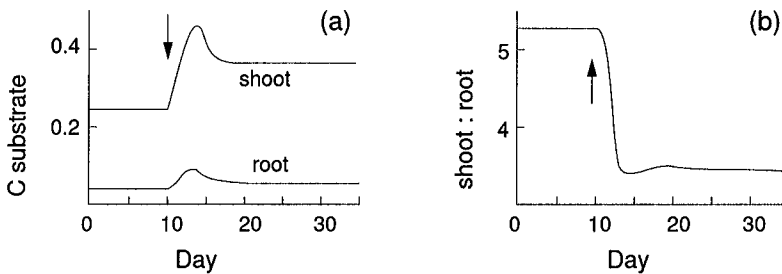 (a)
0.4
shoot
0.2
root
C substrate
0 10 20 30
Day
(b)
5
4
shoot : root
0 10 20 30
Day